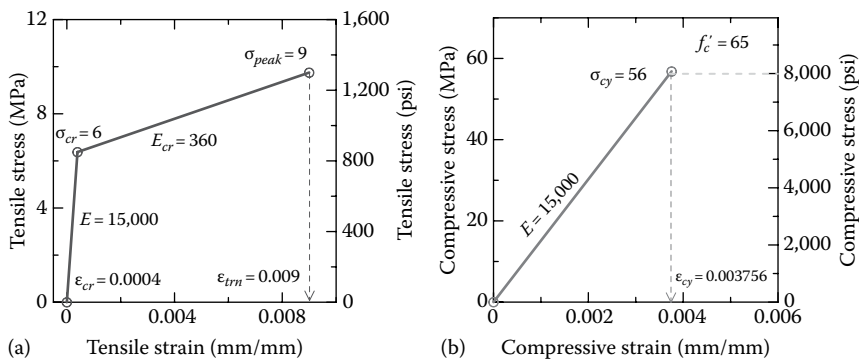 12
1,600
σpeak = 9
Tensile stress (MPa)
8
σcr = 6
1,200
Ecr = 360
800
Tensile stress (psi)
4
E = 15,000
400
εcr = 0.0004
εtrn = 0.009
0
0
0
0.004
0.008
(a)
Tensile strain (mm/mm)
f′c = 65
60
σcy = 56
8,000
Compressive stress (MPa)
40
6,000
E = 15,000
4,000
Compressive stress (psi)
20
2,000
εcy = 0.003756
0
0
0
0.002
0.004
0.006
(b)
Compressive strain (mm/mm)